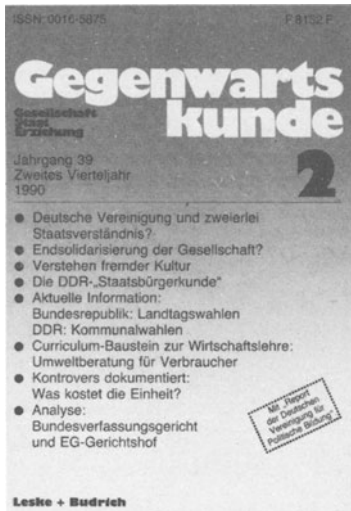 ISSN: 0016-5875 F 8152 F
Gegenwarts
kunde
Gesellschaft
Staat
Erziehung
Jahrgang 39
Zweites Vierteljahr
1990
2
● Deutsche Vereinigung und zweierlei
Staatsverständnis?
● Endsolidarisierung der Gesellschaft?
● Verstehen fremder Kultur
● Die DDR-„Staatsbürgerkunde"
● Aktuelle Information:
Bundesrepublik: Landtagswahlen
DDR: Kommunalwahlen
● Curriculum-Baustein zur Wirtschaftslehre:
Umweltberatung für Verbraucher
● Kontrovers dokumentiert:
Was kostet die Einheit?
● Analyse:
Bundesverfassungsgericht
und EG-Gerichtshof
Mit „Report
der Deutschen
Vereinigung für
Politische Bildung"
Leske + Budrich